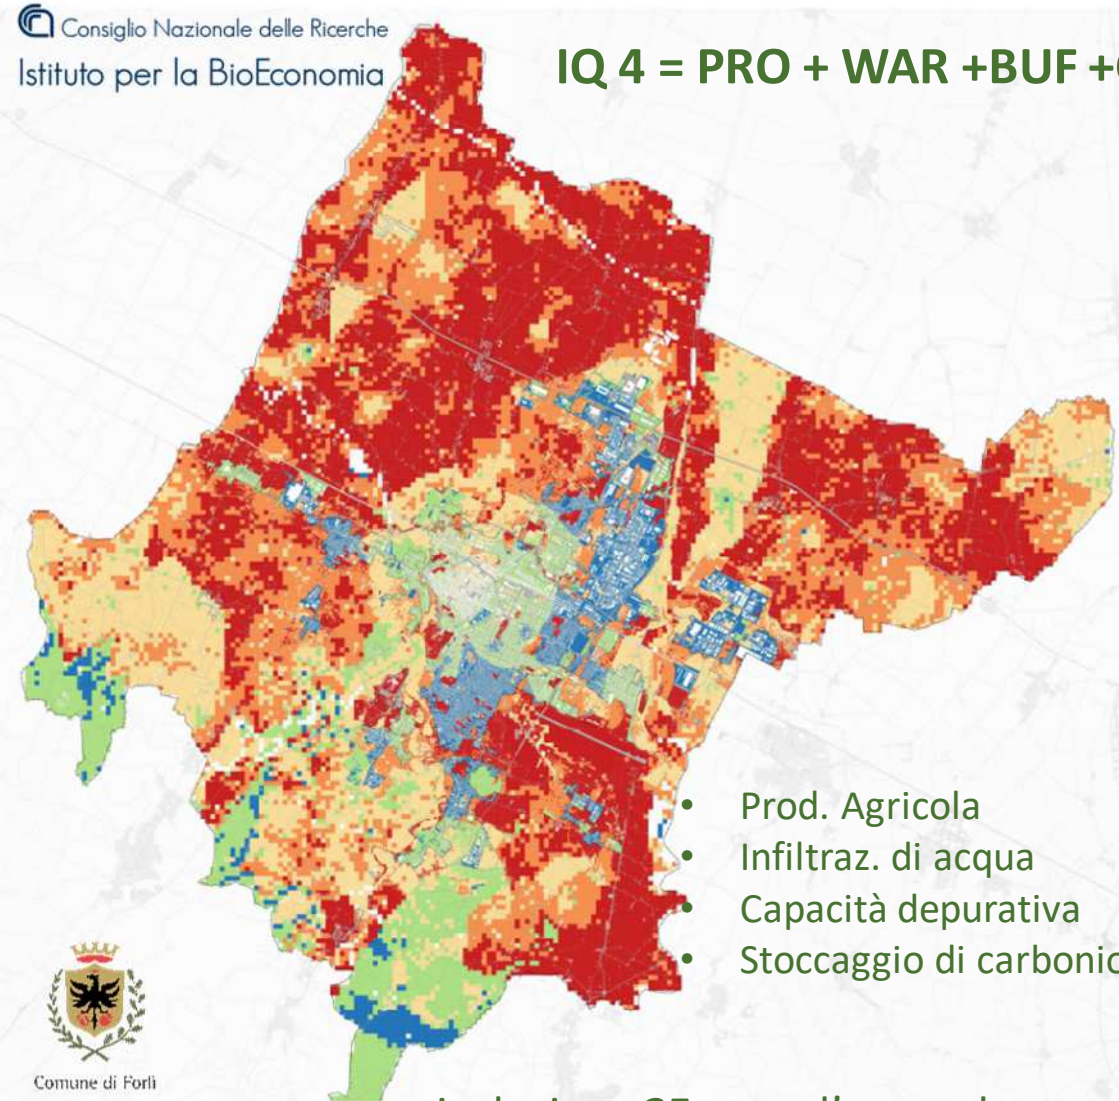 Consiglio Nazionale delle Ricerche
Istituto per la BioEconomia
IQ 4 = PRO + WAR +BUF +
• Prod. Agricola
• Infiltraz. di acqua
• Capacità depurativa
• Stoccaggio di carbonio
Comune di Forlì